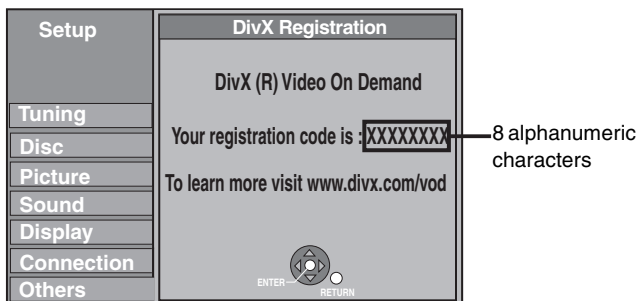 Setup
Tuning
Disc
Picture
Sound
Display
Connection
Others
DivX Registration
DivX (R) Video On Demand
Your registration code is : XXXXXXXX
To learn more visit www.divx.com/vod
ENTER
RETURN
8 alphanumeric
characters